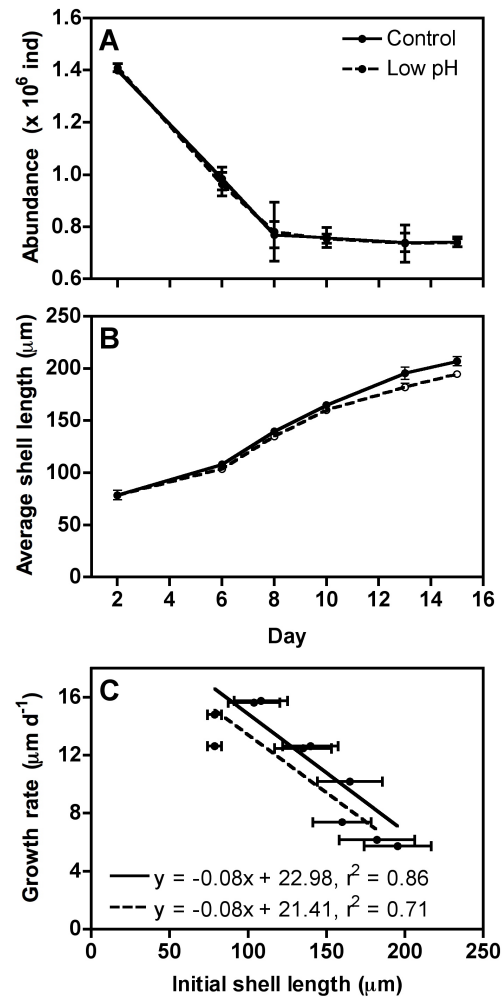 A
Control
Low pH
Abundance (x 10⁶ ind)
1.6
1.4
1.2
1.0
0.8
0.6
B
Average shell length (μm)
250
200
150
100
50
0
2 4 6 8 10 12 14 16
Day
C
Growth rate (μm d⁻¹)
16
12
8
4
0
y = -0.08x + 22.98, r² = 0.86
y = -0.08x + 21.41, r² = 0.71
0 50 100 150 200 250
Initial shell length (μm)